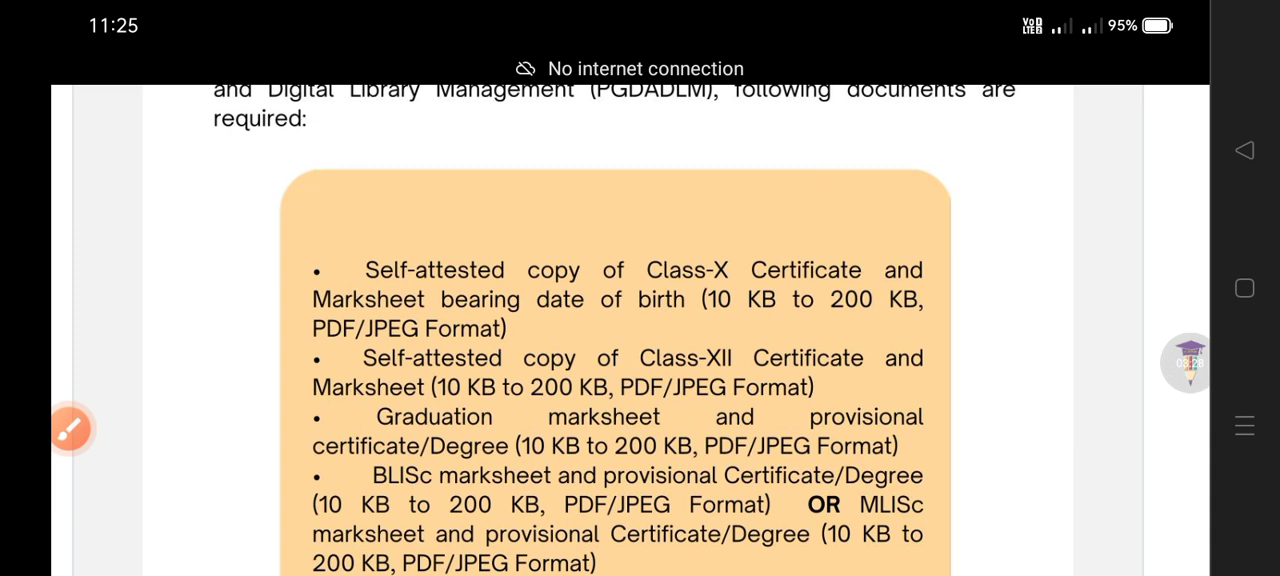 11:25
VoD LTE2 95%
No internet connection
and Digital Library Management (PGDADLM), following documents are
required:
• Self-attested copy of Class-X Certificate and
Marksheet bearing date of birth (10 KB to 200 KB,
PDF/JPEG Format)
• Self-attested copy of Class-XII Certificate and
Marksheet (10 KB to 200 KB, PDF/JPEG Format)
• Graduation marksheet and provisional
certificate/Degree (10 KB to 200 KB, PDF/JPEG Format)
• BLISc marksheet and provisional Certificate/Degree
(10 KB to 200 KB, PDF/JPEG Format) OR MLISc
marksheet and provisional Certificate/Degree (10 KB to
200 KB, PDF/JPEG Format)
03:28